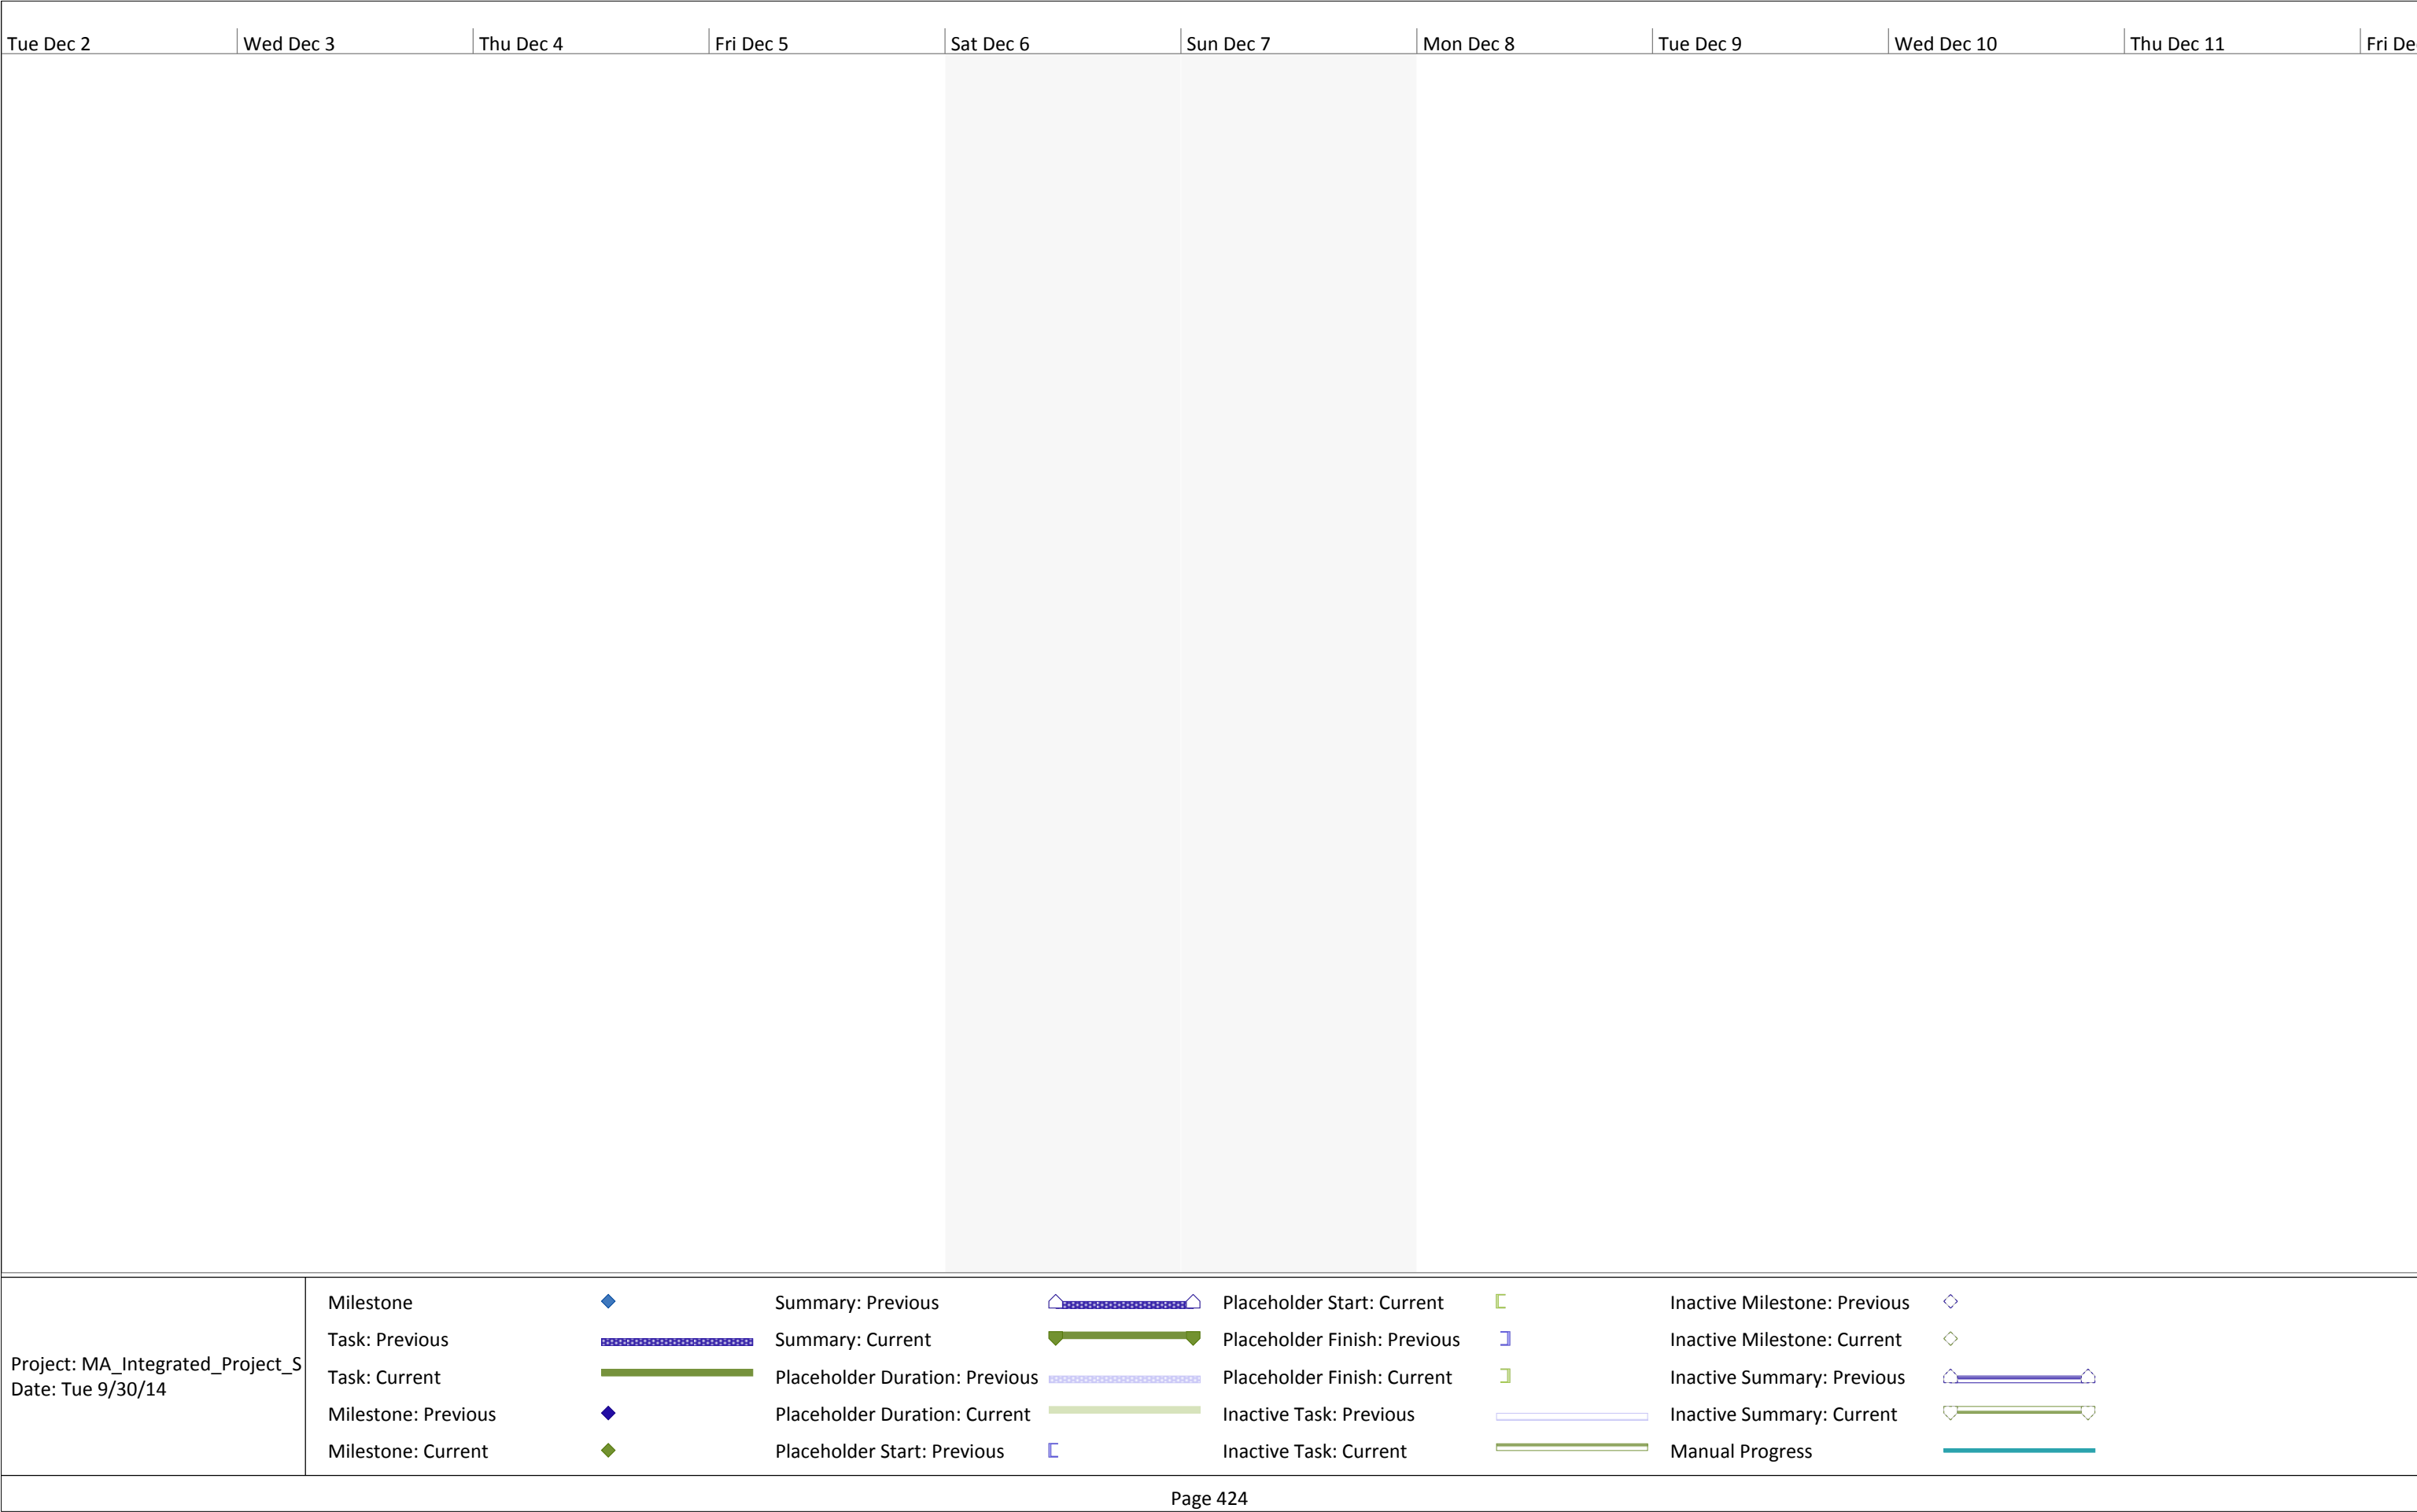 Tue Dec 2 Wed Dec 3 Thu Dec 4 Fri Dec 5 Sat Dec 6 Sun Dec 7 Mon Dec 8 Tue Dec 9 Wed Dec 10 Thu Dec 11 Fri De
Project: MA_Integrated_Project_S
Date: Tue 9/30/14
Milestone
Task: Previous
Task: Current
Milestone: Previous
Milestone: Current
Summary: Previous
Summary: Current
Placeholder Duration: Previous
Placeholder Duration: Current
Placeholder Start: Previous
Placeholder Start: Current
Placeholder Finish: Previous
Placeholder Finish: Current
Inactive Task: Previous
Inactive Task: Current
Inactive Milestone: Previous
Inactive Milestone: Current
Inactive Summary: Previous
Inactive Summary: Current
Manual Progress
Page 424